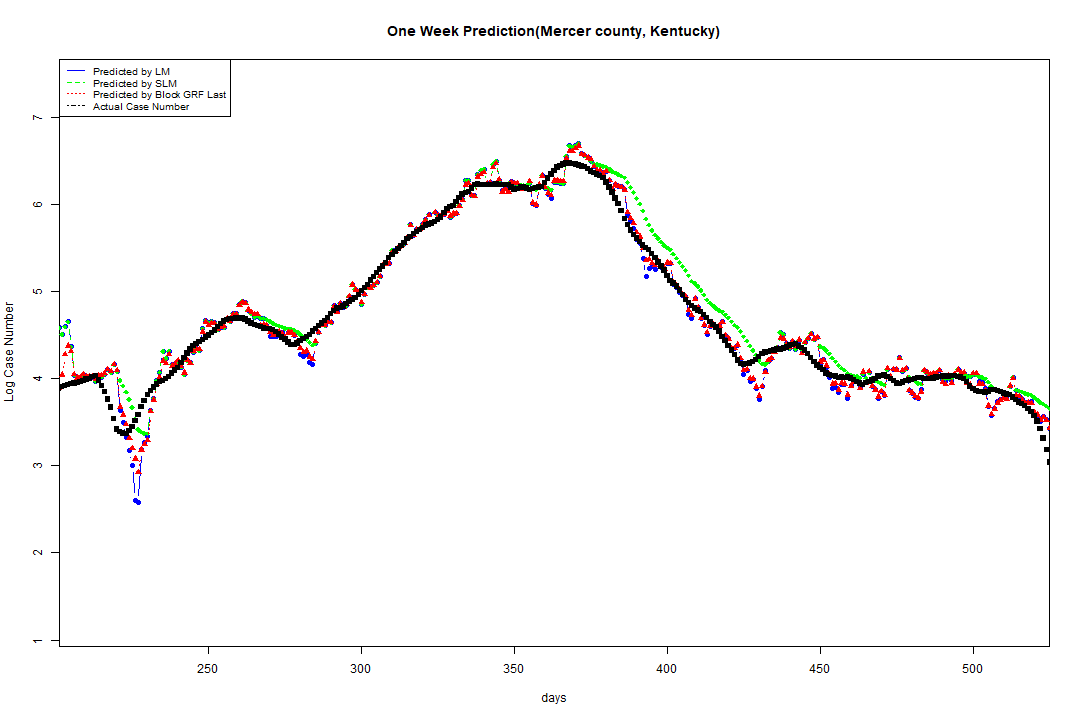 One Week Prediction(Mercer county, Kentucky)
Predicted by LM
Predicted by SLM
Predicted by Block GRF Last
Actual Case Number
Log Case Number
7
6
5
4
3
2
1
250 300 350 400 450 500
days